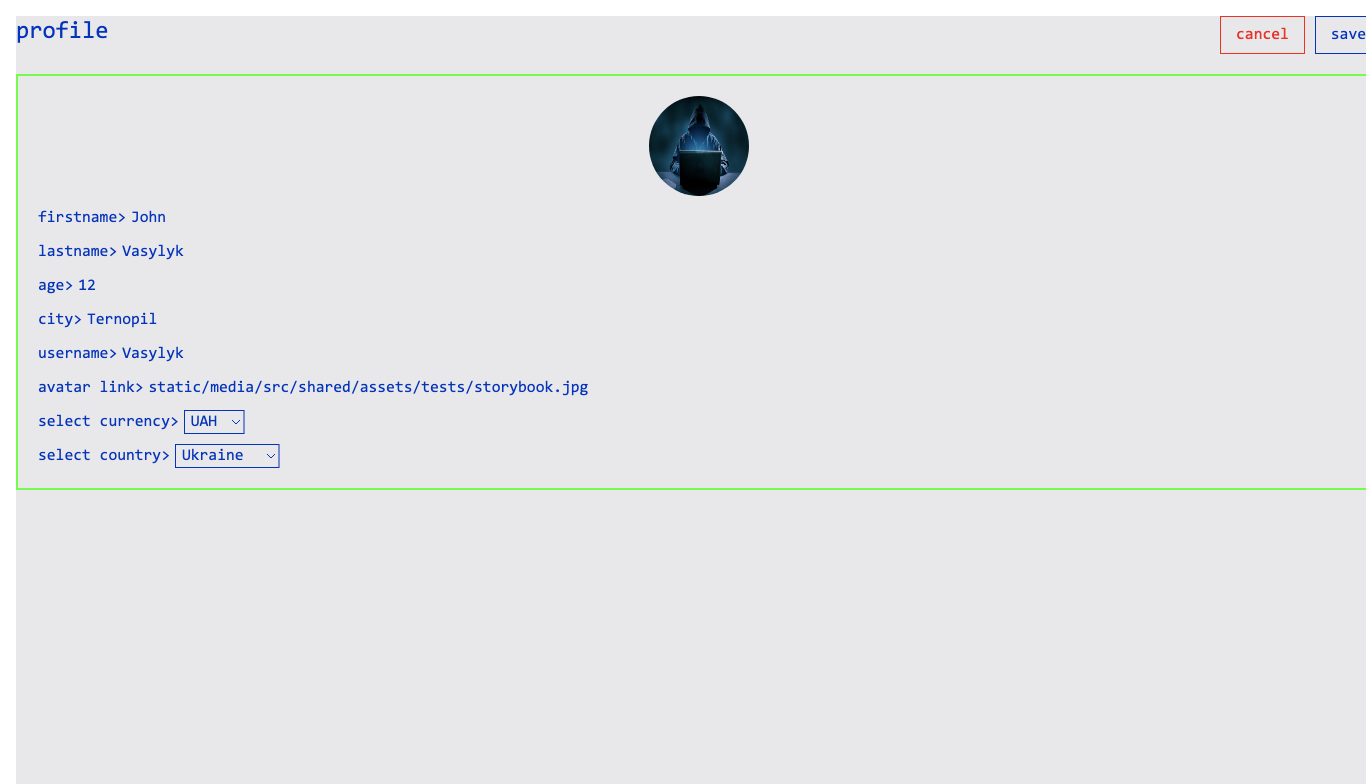 profile
cancel
save
firstname> John
lastname> Vasylyk
age> 12
city> Ternopil
username> Vasylyk
avatar link> static/media/src/shared/assets/tests/storybook.jpg
select currency> UAH
select country> Ukraine